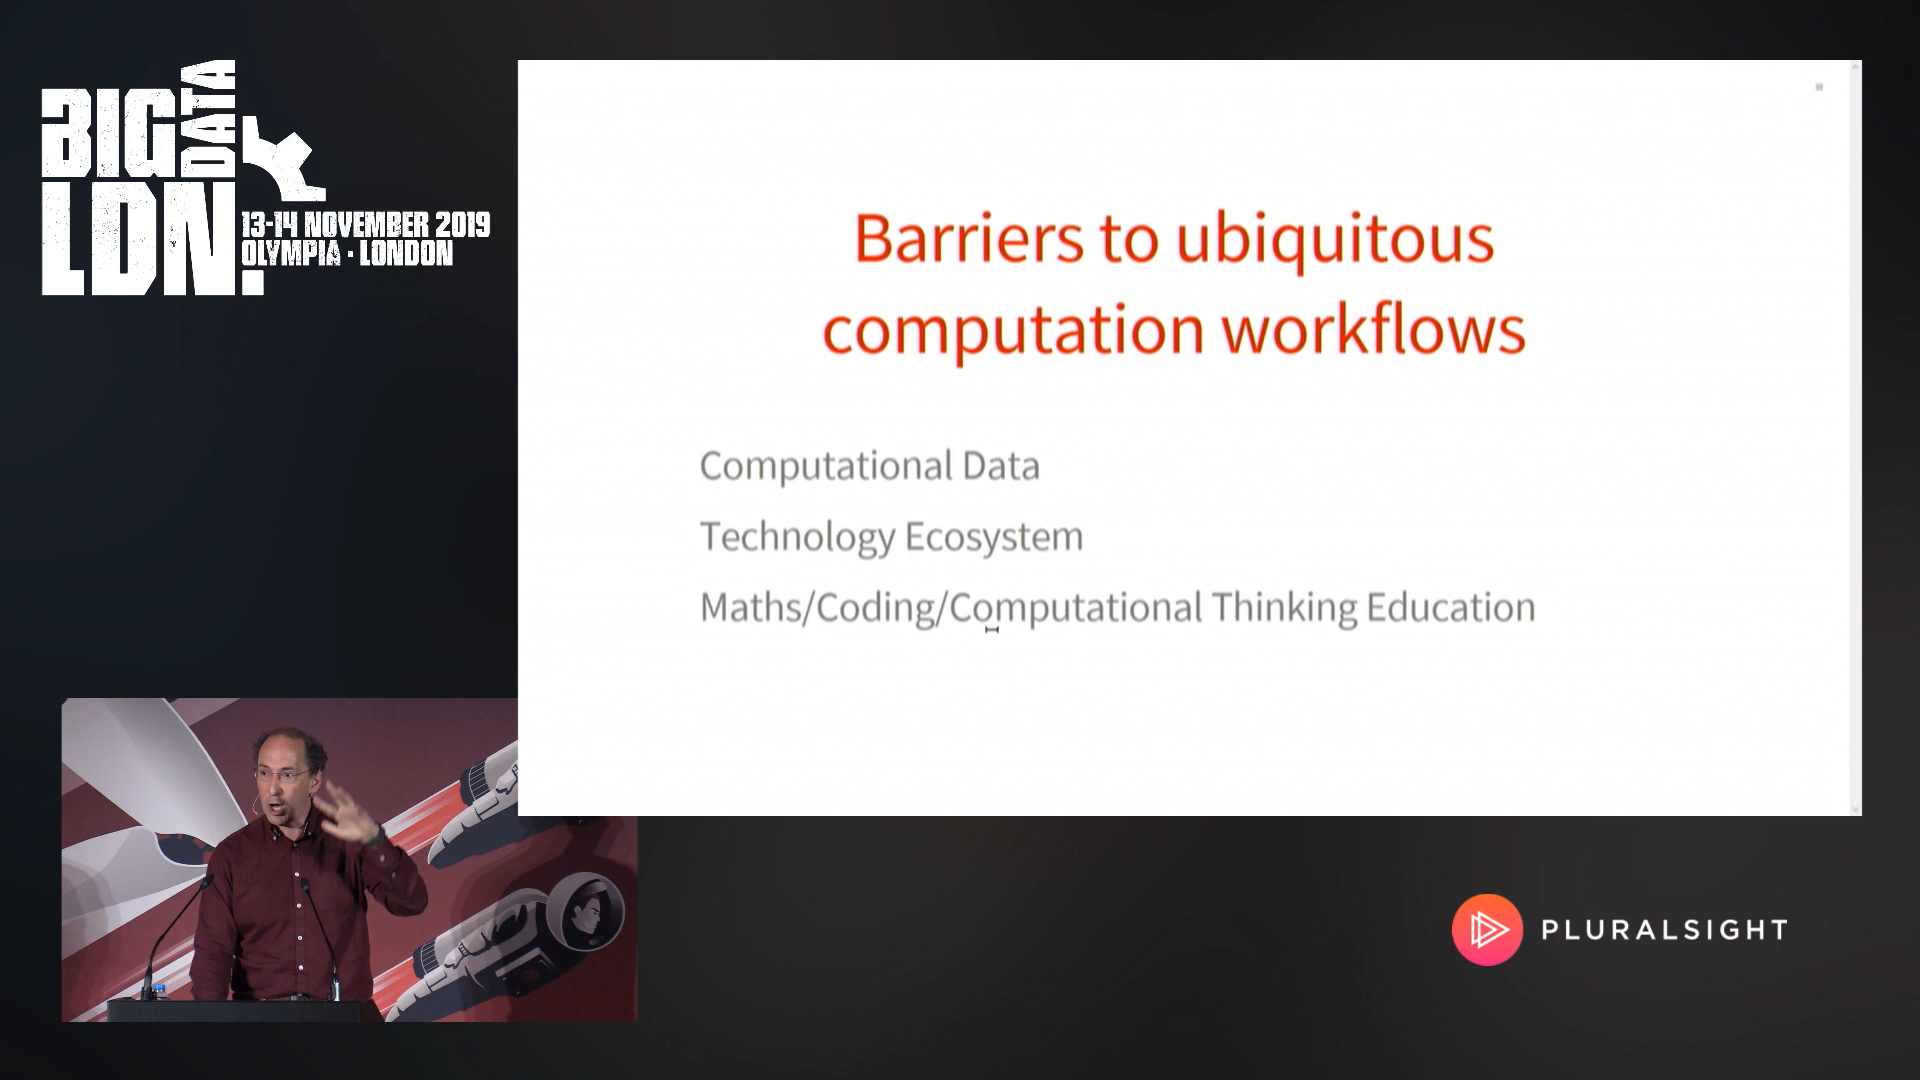 BIG
DATA
LDN.
13-14 NOVEMBER 2019
OLYMPIA · LONDON
Barriers to ubiquitous
computation workflows
Computational Data
Technology Ecosystem
Maths/Coding/Computational Thinking Education
PLURALSIGHT